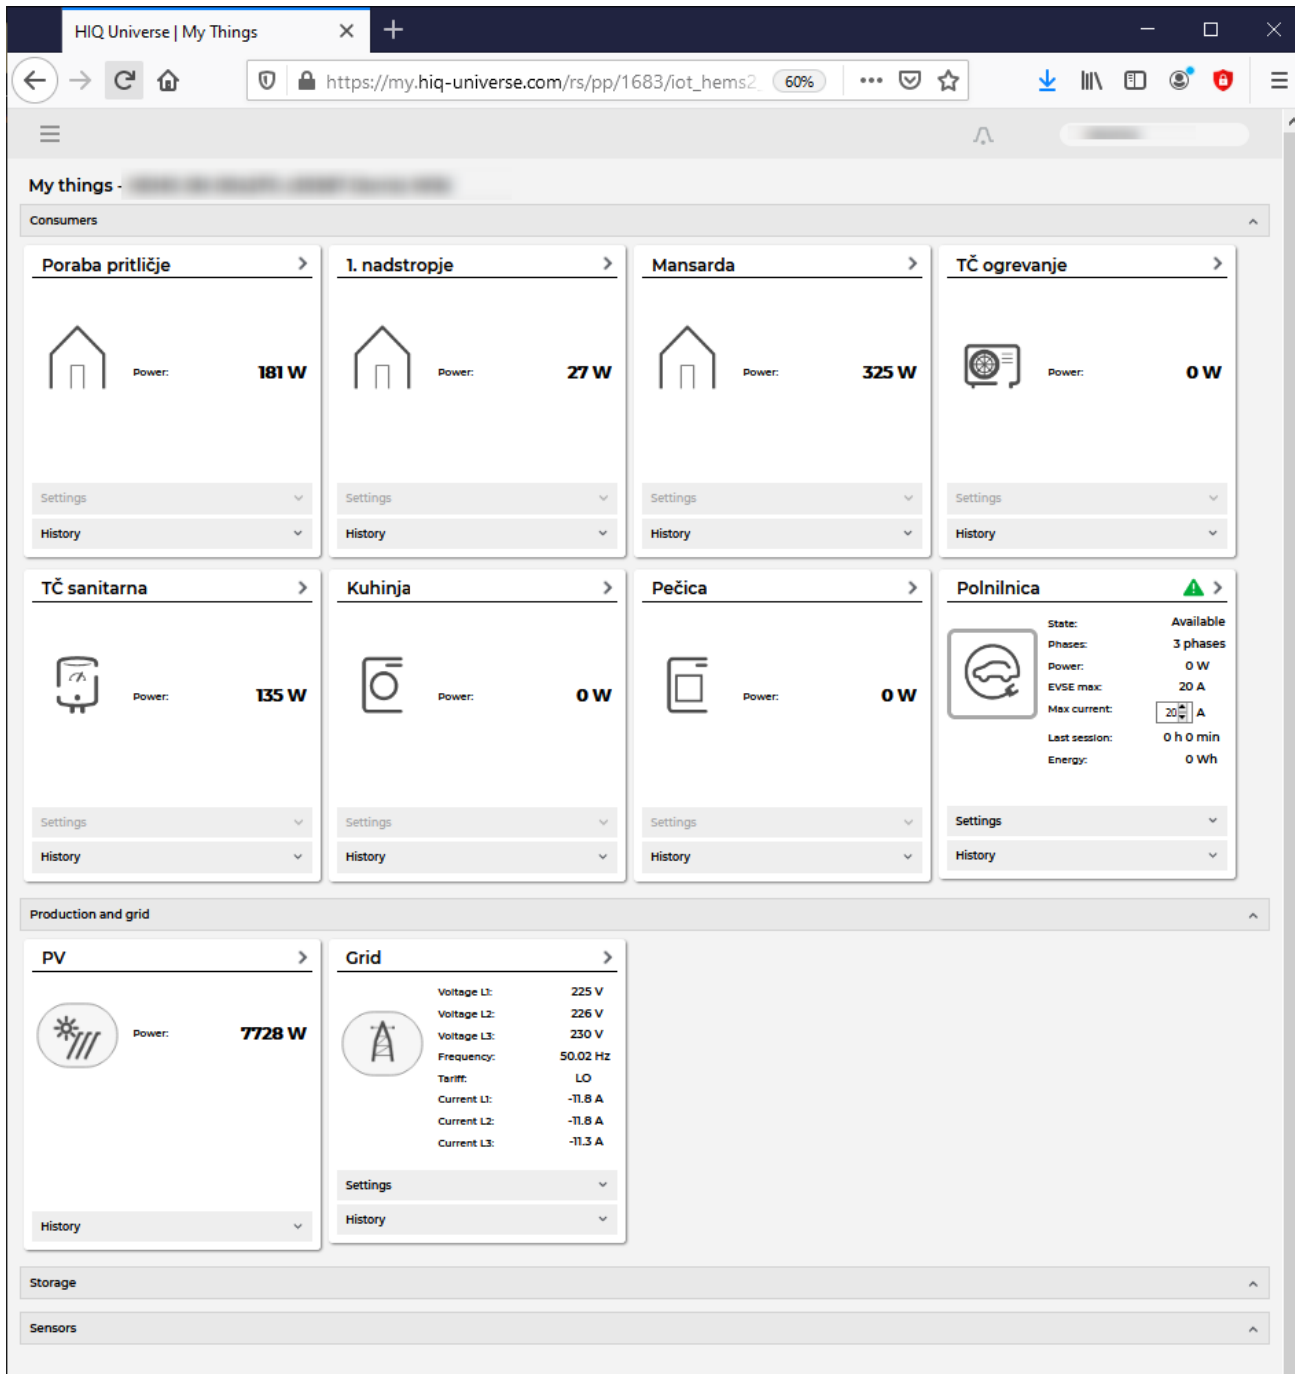 HIQ Universe | My Things
https://my.hiq-universe.com/rs/pp/1683/iot_hems2_ 60%
My things -
Consumers
Poraba pritličje
Power: 181 W
Settings
History
1. nadstropje
Power: 27 W
Settings
History
Mansarda
Power: 325 W
Settings
History
TČ ogrevanje
Power: 0 W
Settings
History
TČ sanitarna
Power: 135 W
Settings
History
Kuhinja
Power: 0 W
Settings
History
Pečica
Power: 0 W
Settings
History
Polnilnica
State: Available
Phases: 3 phases
Power: 0 W
EVSE max: 20 A
Max current: 20 A
Last session: 0 h 0 min
Energy: 0 Wh
Settings
History
Production and grid
PV
Power: 7728 W
History
Grid
Voltage L1: 225 V
Voltage L2: 226 V
Voltage L3: 230 V
Frequency: 50.02 Hz
Tariff: LO
Current L1: -11.8 A
Current L2: -11.8 A
Current L3: -11.3 A
Settings
History
Storage
Sensors